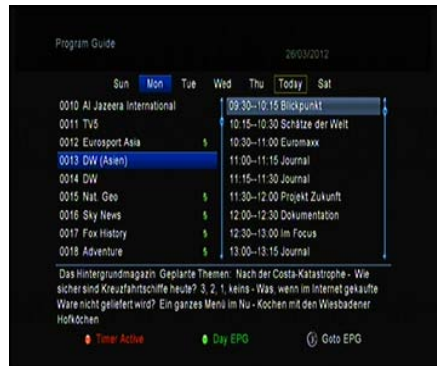 Program Guide
26/03/2012
Sun Mon Tue Wed Thu Today Sat
0010 Al Jazeera International
0011 TV5
0012 Eurosport Asia $
0013 DW (Asien)
0014 DW
0015 Nat. Geo $
0016 Sky News $
0017 Fox History $
0018 Adventure $
09:30--10:15 Blickpunkt
10:15--10:30 Schätze der Welt
10:30--11:00 Euromaxx
11:00--11:15 Journal
11:15--11:30 Journal
11:30--12:00 Projekt Zukunft
12:00--12:30 Dokumentation
12:30--13:00 Im Focus
13:00--13:15 Journal
Das Hintergrundmagazin Geplante Themen: Nach der Costa-Katastrophe - Wie
sicher sind Kreuzfahrtschiffe heute? 3, 2, 1, keins - Was, wenn im Internet gekaufte
Ware nicht geliefert wird? Ein ganzes Menü im Nu - Kochen mit den Wiesbadener
Hofköchen
Timer Active Day EPG Goto EPG